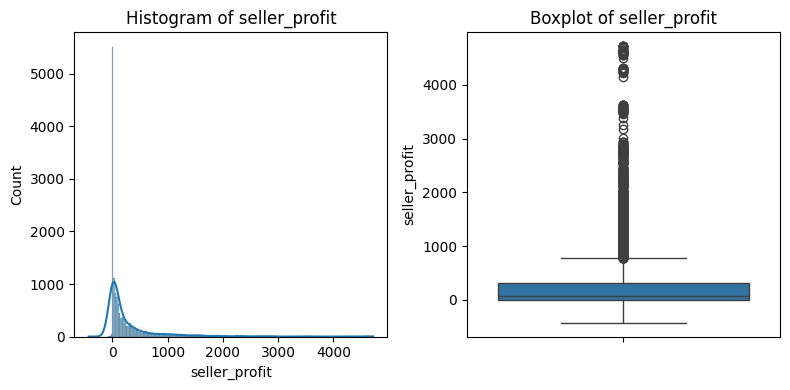 Histogram of seller_profit
5000
4000
3000
2000
1000
0
Count
0 1000 2000 3000 4000
seller_profit
Boxplot of seller_profit
4000
3000
2000
1000
0
seller_profit